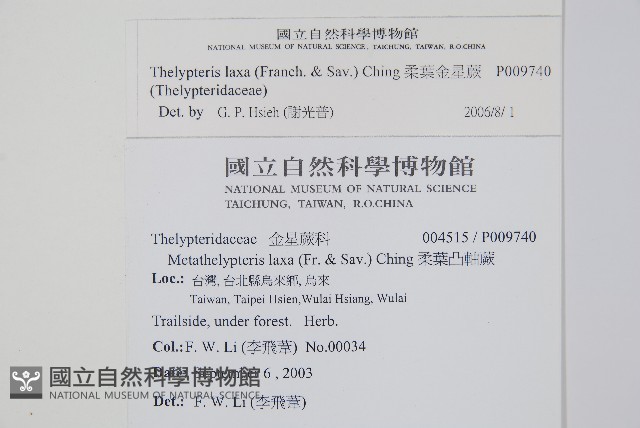 國立自然科學博物館
NATIONAL MUSEUM OF NATURAL SCIENCE, TAICHUNG, TAIWAN, R.O.CHINA
Thelypteris laxa (Franch. & Sav.) Ching 柔葉金星蕨 P009740
(Thelypteridaceae)
Det. by G. P. Hsieh (謝光普) 2006/8/ 1
國立自然科學博物館
NATIONAL MUSEUM OF NATURAL SCIENCE
TAICHUNG, TAIWAN, R.O.CHINA
Thelypteridaceae 金星蕨科 004515 / P009740
Metathelypteris laxa (Fr. & Sav.) Ching 柔葉凸軸蕨
Loc.: 台灣, 台北縣烏來鄉, 烏來
Taiwan, Taipei Hsien,Wulai Hsiang, Wulai
Trailside, under forest. Herb.
Col.:F. W. Li (李飛葦) No.00034
Date: September 6 , 2003
國立自然科學博物館
NATIONAL MUSEUM OF NATURAL SCIENCE
Det.: F. W. Li (李飛葦)